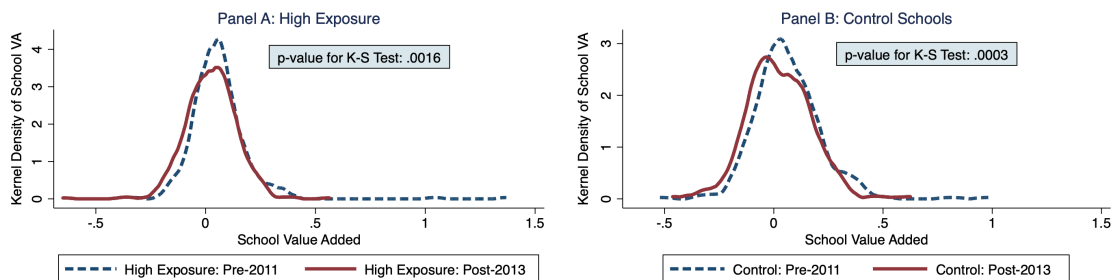 Panel A: High Exposure
Kernel Density of School VA
4
3
2
1
0
p-value for K-S Test: .0016
-.5
0
.5
1
1.5
School Value Added
High Exposure: Pre-2011
High Exposure: Post-2013
Panel B: Control Schools
Kernel Density of School VA
3
2
1
0
p-value for K-S Test: .0003
-.5
0
.5
1
1.5
School Value Added
Control: Pre-2011
Control: Post-2013